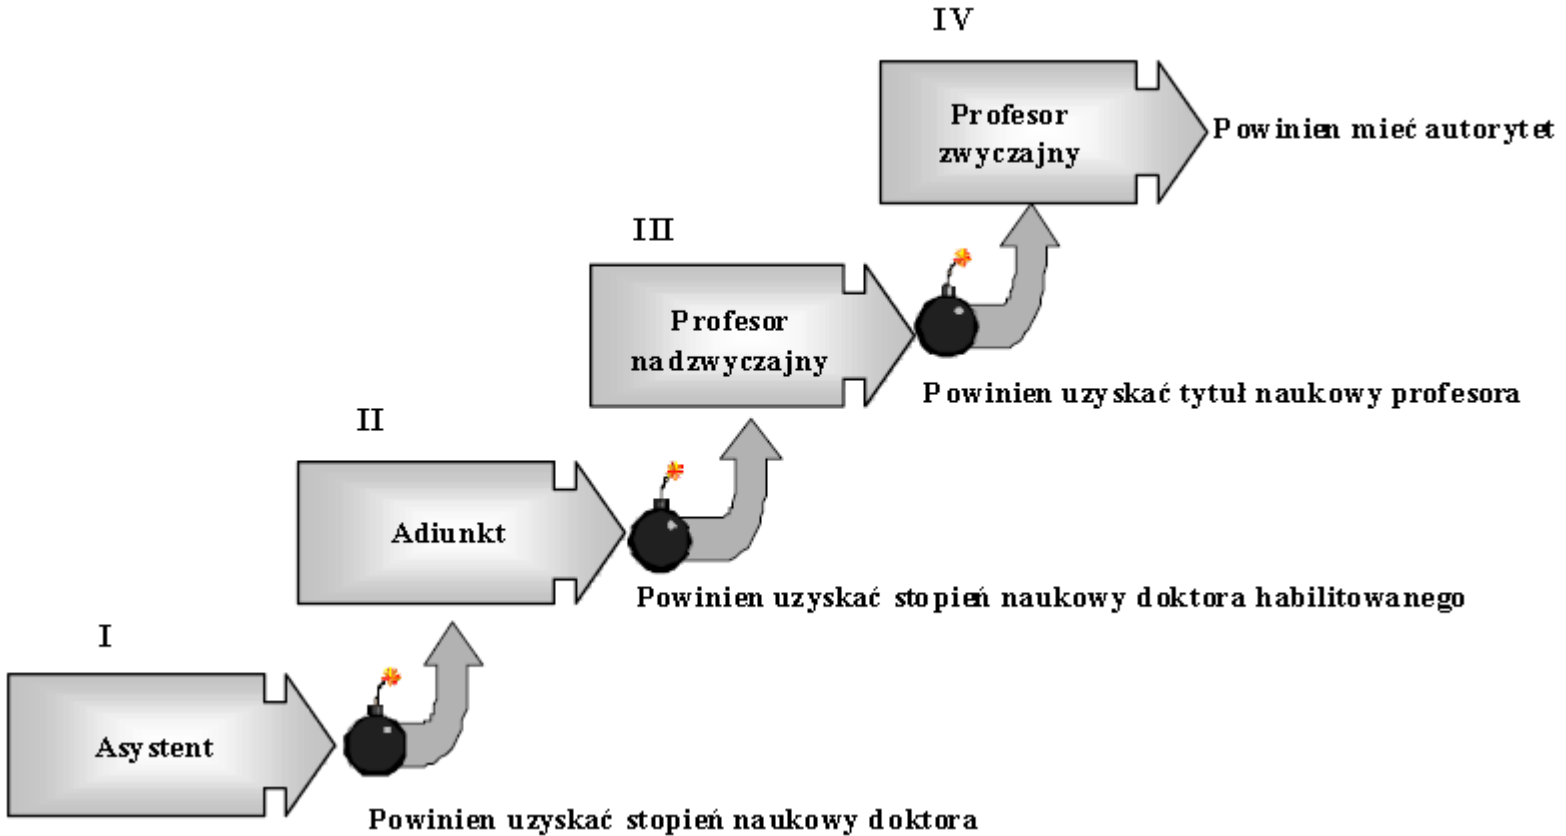 IV
Profesor
zwyczajny
Powinien mieć autorytet
III
Profesor
nadzwyczajny
Powinien uzyskać tytuł naukowy profesora
II
Adiunkt
Powinien uzyskać stopień naukowy doktora habilitowanego
I
Asystent
Powinien uzyskać stopień naukowy doktora